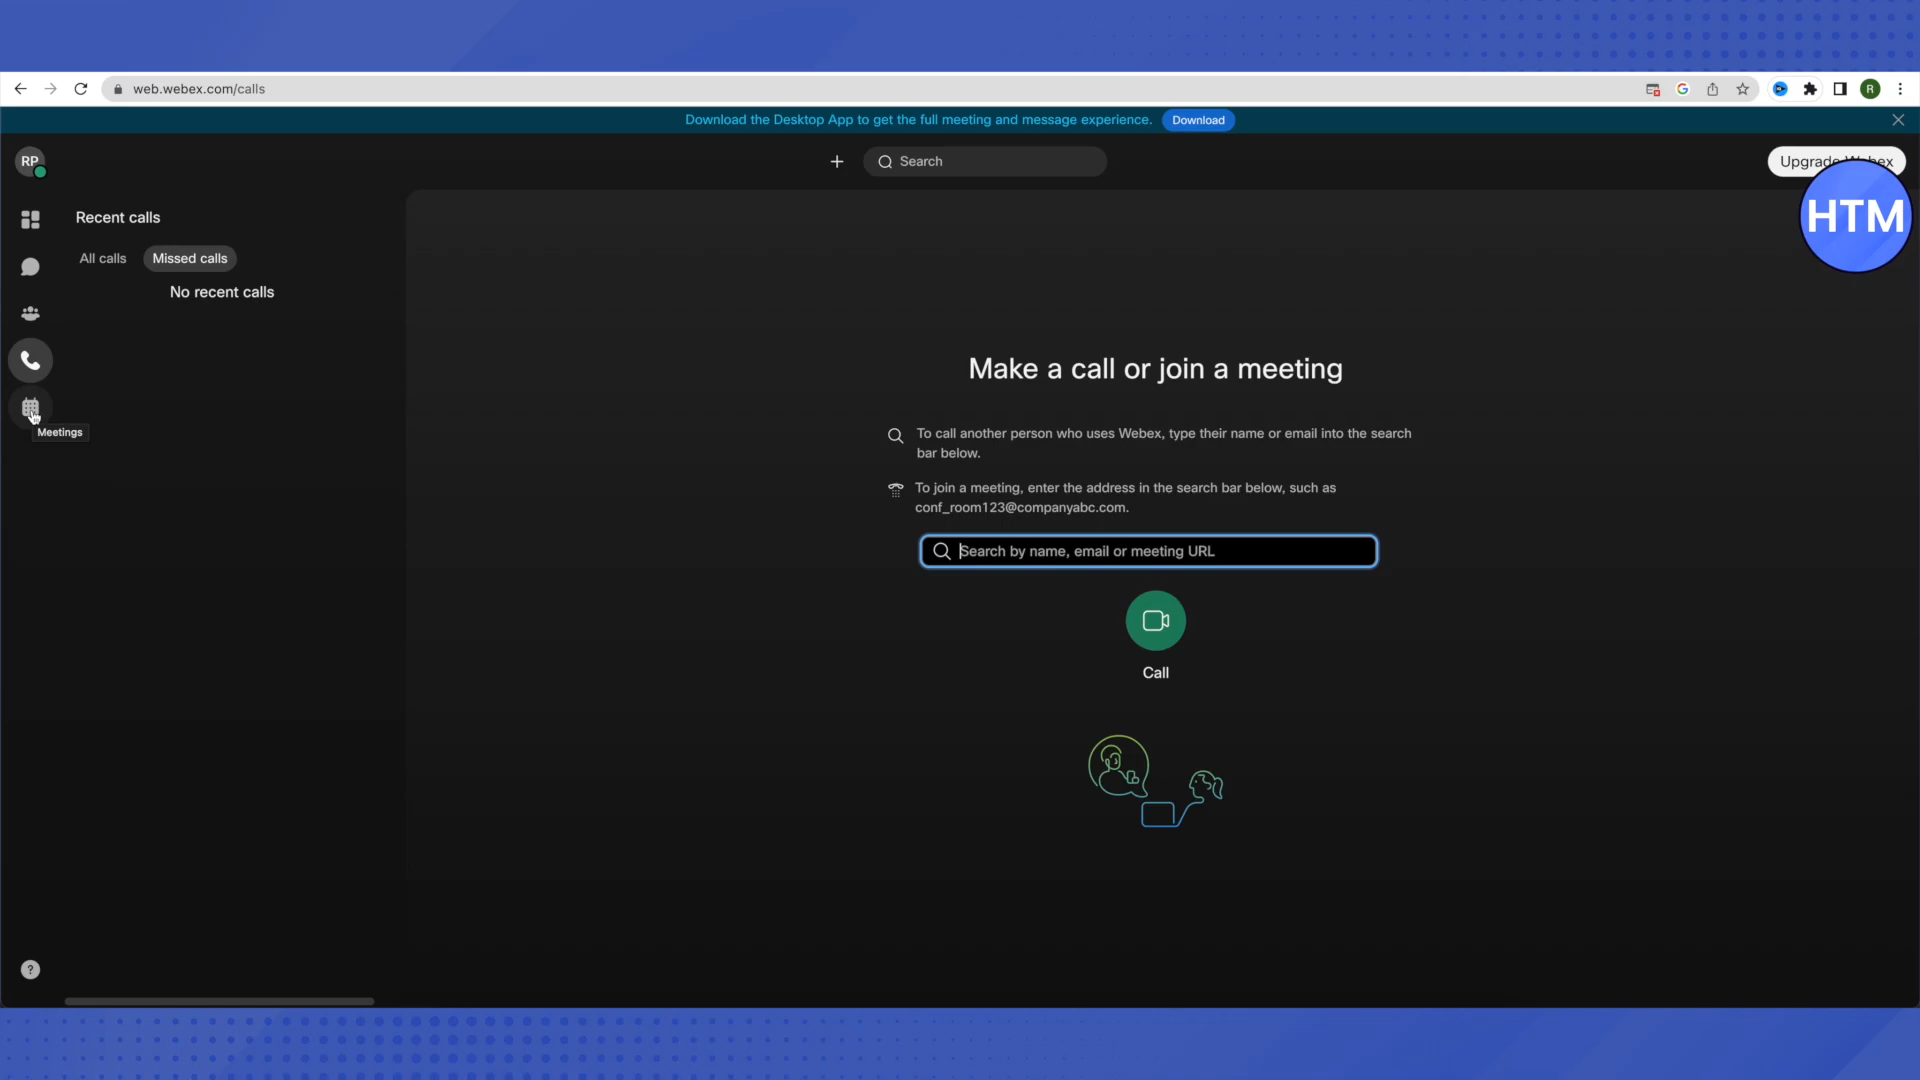 web.webex.com/calls
R
Download the Desktop App to get the full meeting and message experience. Download
RP
Search
HTM
Recent calls
All calls
Missed calls
No recent calls
Meetings
Make a call or join a meeting
To call another person who uses Webex, type their name or email into the search
bar below.
To join a meeting, enter the address in the search bar below, such as
conf_room123@companyabc.com.
Search by name, email or meeting URL
Call
?